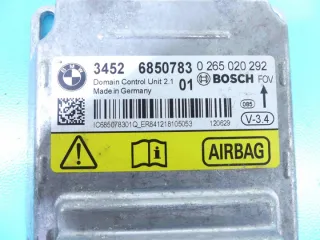 3452 6850783 0 265 020 292
Domain Control Unit 2.1 01 BOSCH FOV
Made in Germany
085
V-3.4
IC685078301Q_ER841218105053 120629
AIRBAG